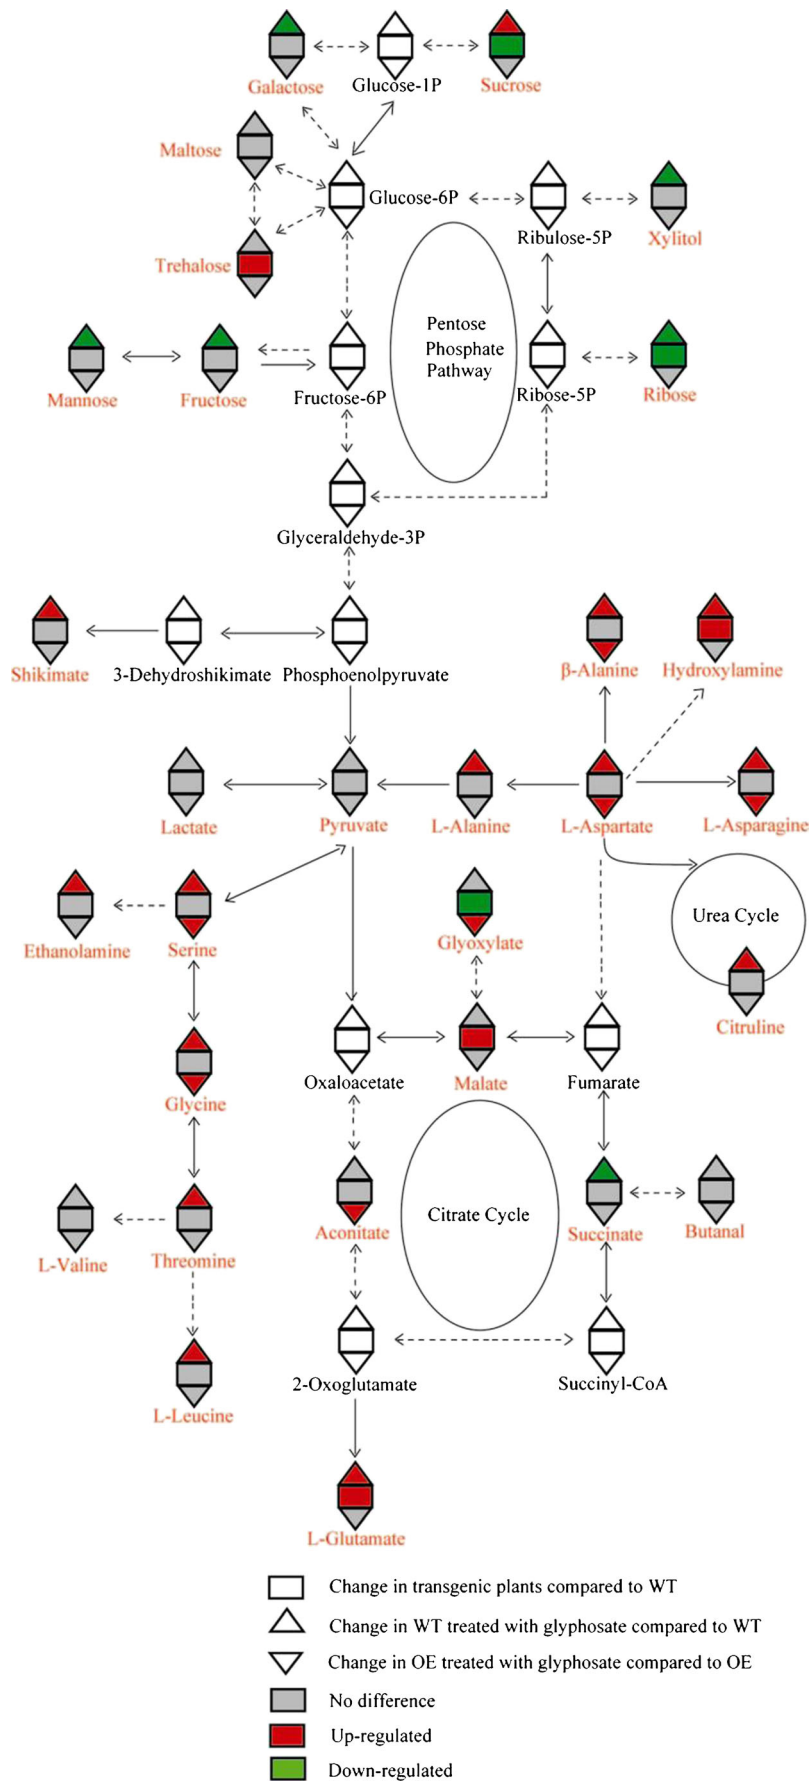 Galactose
Glucose-1P
Sucrose
Maltose
Glucose-6P
Ribulose-5P
Xylitol
Trehalose
Pentose
Phosphate
Pathway
Mannose
Fructose
Fructose-6P
Ribose-5P
Ribose
Glyceraldehyde-3P
Shikimate
3-Dehydroshikimate
Phosphoenolpyruvate
β-Alanine
Hydroxylamine
Lactate
Pyruvate
L-Alanine
L-Aspartate
L-Asparagine
Ethanolamine
Serine
Glyoxylate
Urea Cycle
Citruline
Glycine
Oxaloacetate
Malate
Fumarate
L-Valine
Threomine
Aconitate
Citrate Cycle
Succinate
Butanal
L-Leucine
2-Oxoglutamate
Succinyl-CoA
L-Glutamate
Change in transgenic plants compared to WT
Change in WT treated with glyphosate compared to WT
Change in OE treated with glyphosate compared to OE
No difference
Up-regulated
Down-regulated